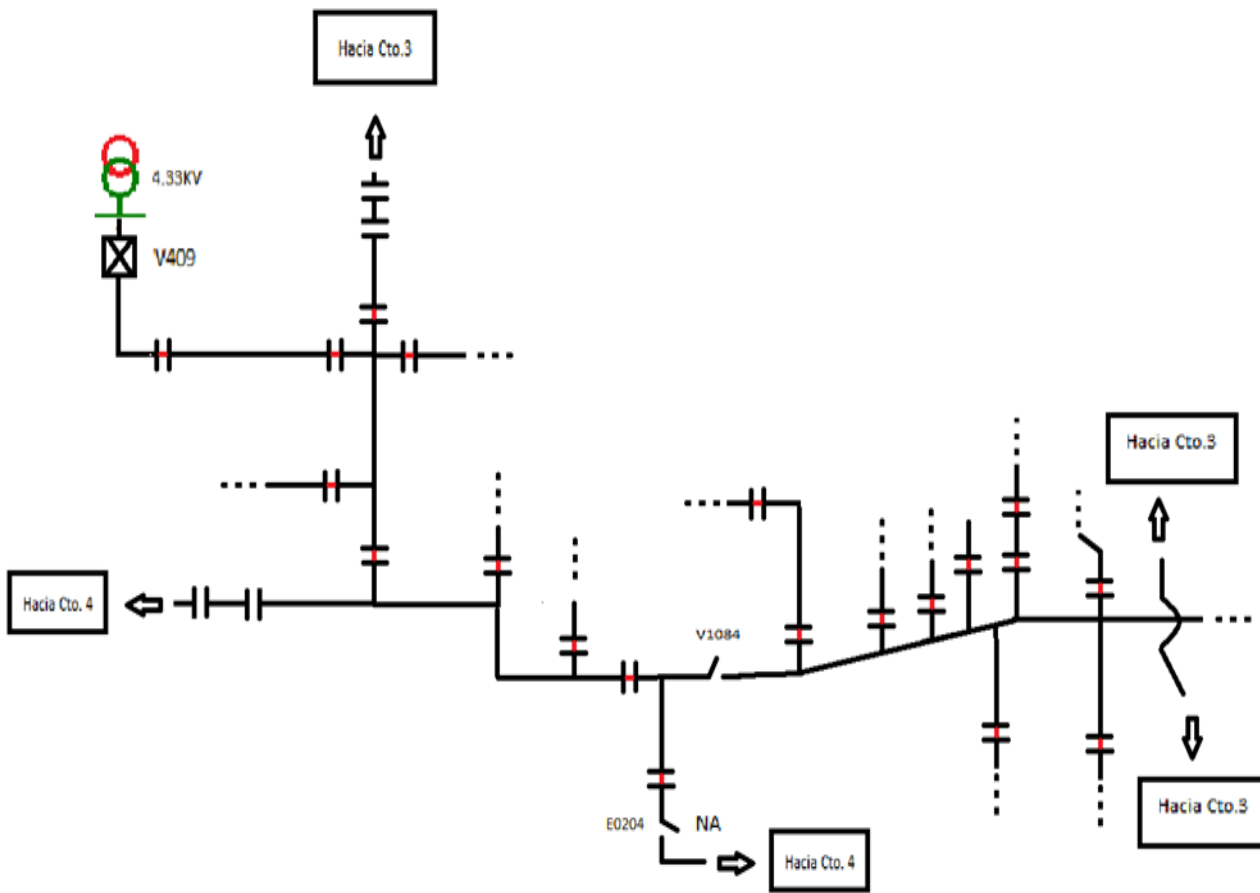 Hacia Cto.3
4.33KV
V409
Hacia Cto.3
Hacia Cto. 4
V1084
E0204
NA
Hacia Cto.3
Hacia Cto. 4